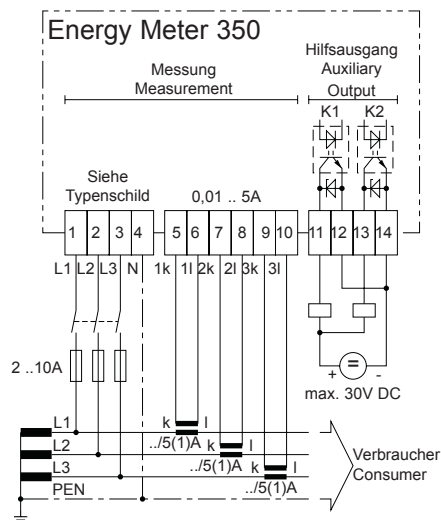 Energy Meter 350
Messung
Measurement
Hilfsausgang
Auxiliary
Output
K1 K2
Siehe
Typenschild
0,01 .. 5A
1 2 3 4 5 6 7 8 9 10 11 12 13 14
L1 L2 L3 N 1k 1l 2k 2l 3k 3l
2 ..10A
+ = -
max. 30V DC
L1 k l
../5(1)A
L2 k l
../5(1)A
L3 k l
../5(1)A
PEN
Verbraucher
Consumer